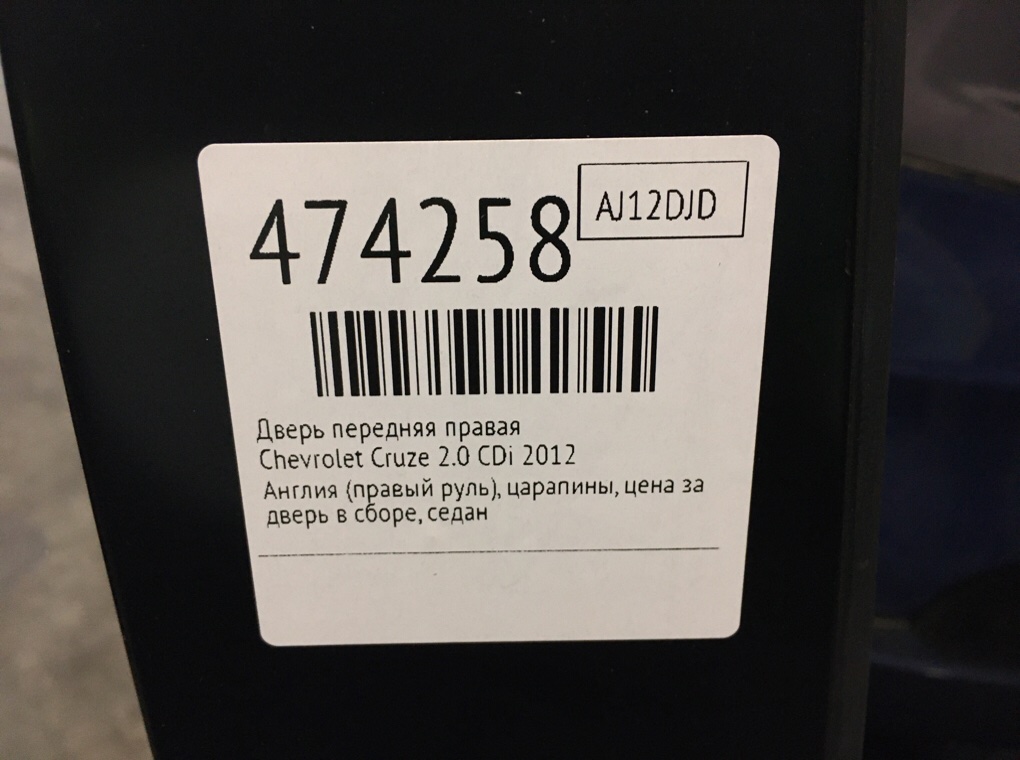 474258
AJ12DJD
Дверь передняя правая
Chevrolet Cruze 2.0 CDi 2012
Англия (правый руль), царапины, цена за
дверь в сборе, седан